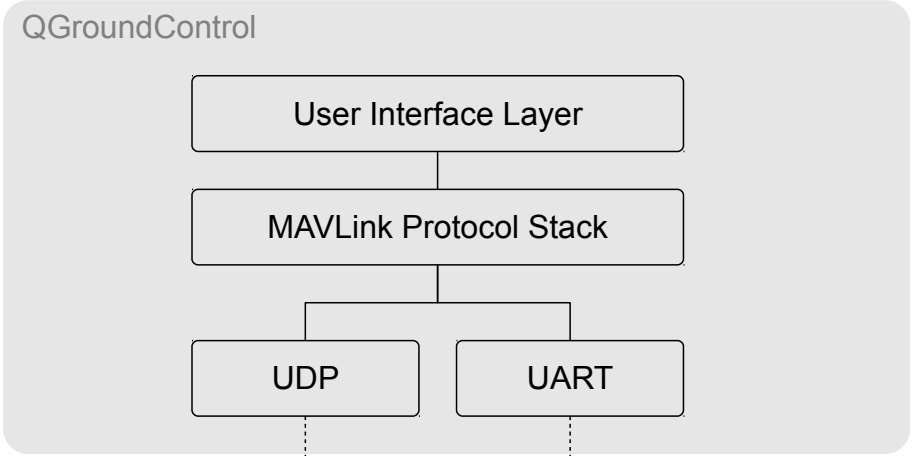 QGroundControl
User Interface Layer
MAVLink Protocol Stack
UDP
UART